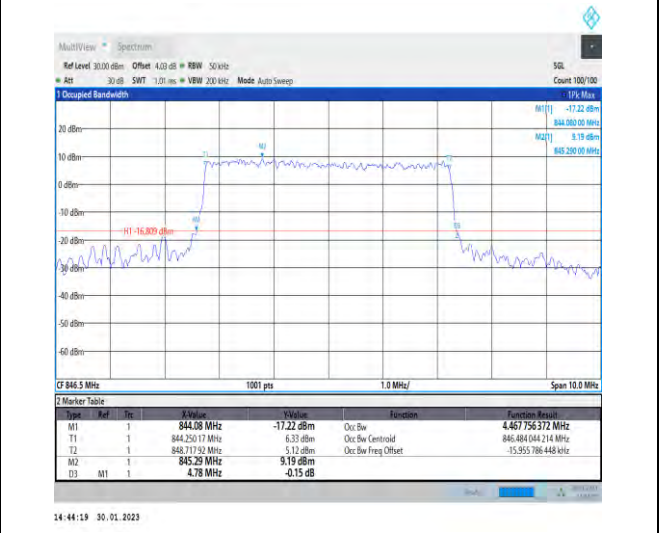 MultiView Spectrum
Ref Level 30.00 dBm Offset 4.03 dB RBW 50 kHz SGL
Att 30 dB SWT 1.01 ms VBW 200 kHz Mode Auto Sweep Count 100/100
1 Occupied Bandwidth 1Pk Max
M1[1] -17.22 dBm
844.080 00 MHz
M2[1] 9.19 dBm
845.290 00 MHz
20 dBm
M2
T1
10 dBm
0 dBm
-10 dBm
H1 -16.809 dBm
-20 dBm
-30 dBm
-40 dBm
-50 dBm
-60 dBm
CF 846.5 MHz 1001 pts 1.0 MHz/ Span 10.0 MHz
2 Marker Table
Type Ref Trc X-Value Y-Value Function Function Result
M1 1 844.08 MHz -17.22 dBm Occ Bw 4.467 756 372 MHz
T1 1 844.250 17 MHz 6.33 dBm Occ Bw Centroid 846.484 044 214 MHz
T2 1 848.717 92 MHz 5.12 dBm Occ Bw Freq Offset -15.955 786 448 kHz
M2 1 845.29 MHz 9.19 dBm
D3 M1 1 4.78 MHz -0.15 dB
14:44:19 30.01.2023